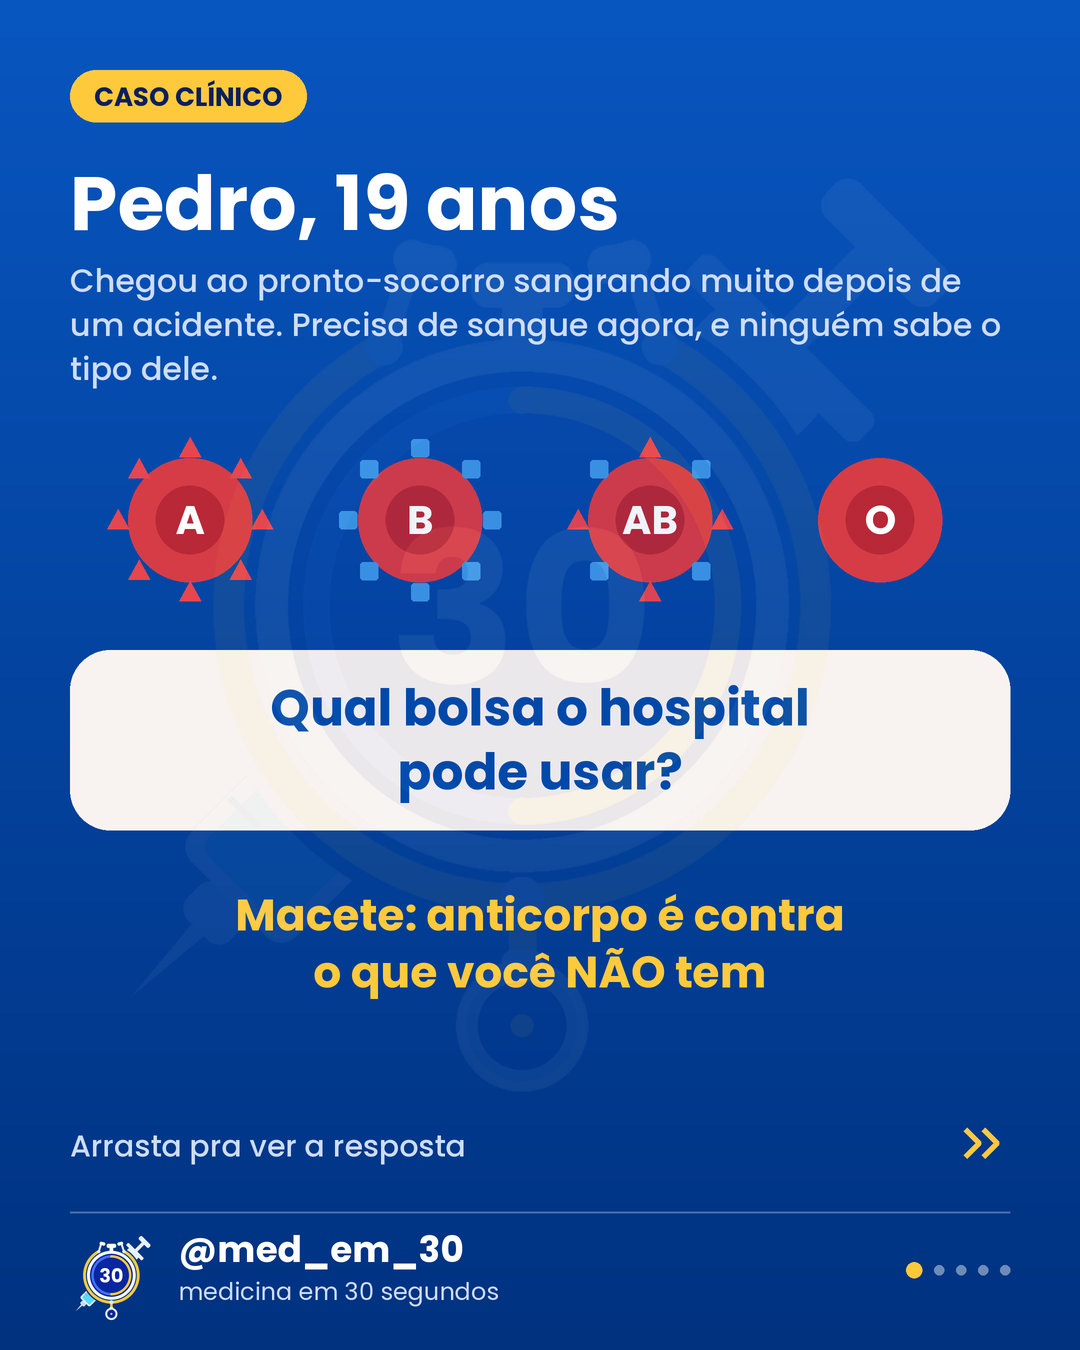 CASO CLÍNICO
Pedro, 19 anos
Chegou ao pronto-socorro sangrando muito depois de
um acidente. Precisa de sangue agora, e ninguém sabe o
tipo dele.
A B AB O
30
Qual bolsa o hospital
pode usar?
Macete: anticorpo é contra
o que você NÃO tem
Arrasta pra ver a resposta
30
@med_em_30
medicina em 30 segundos